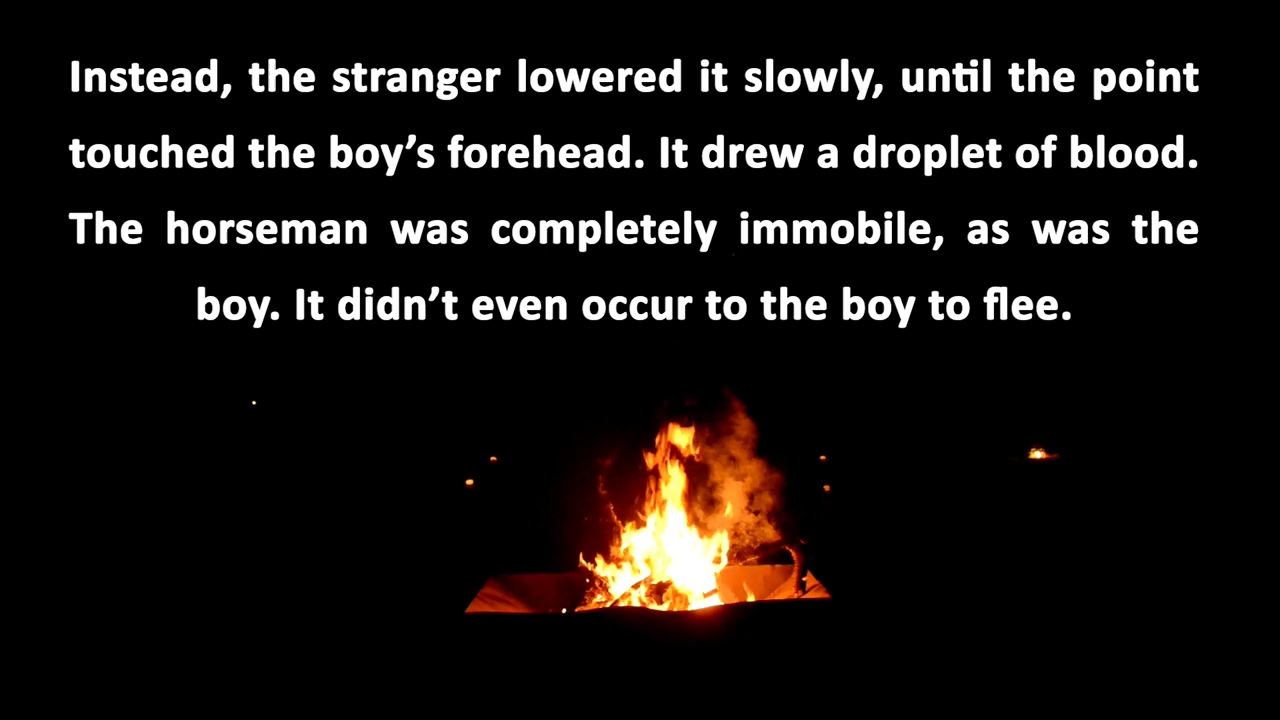 Instead, the stranger lowered it slowly, until the point
touched the boy’s forehead. It drew a droplet of blood.
The horseman was completely immobile, as was the
boy. It didn’t even occur to the boy to flee.